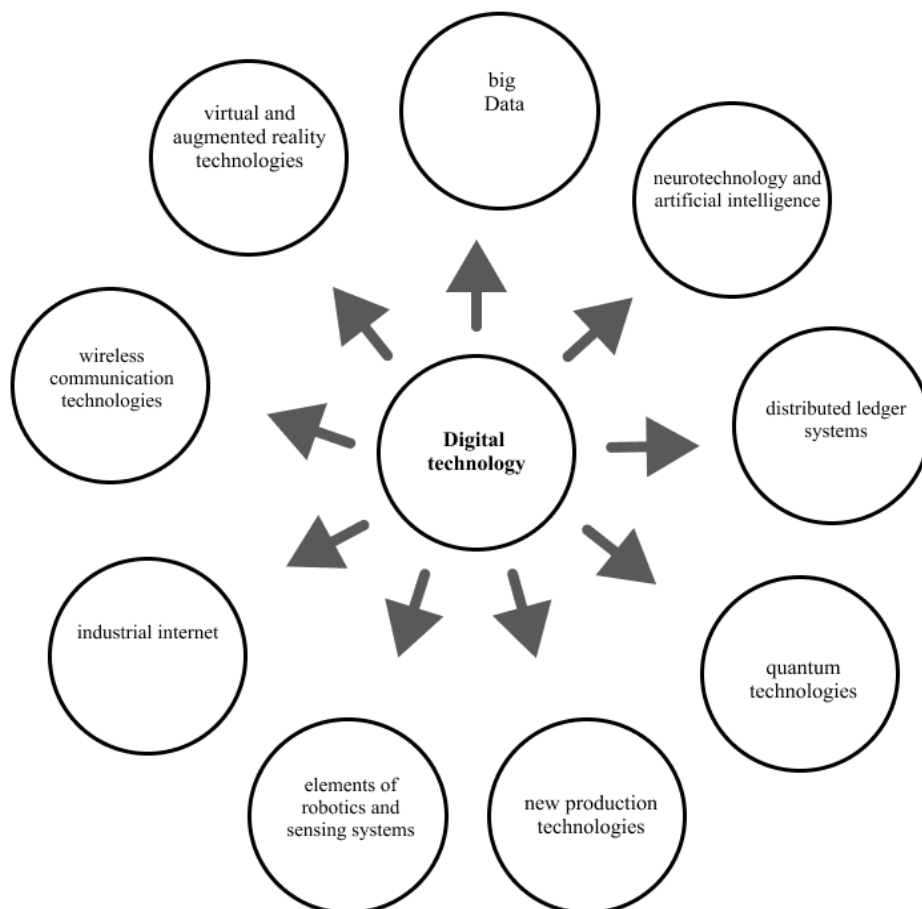 big
Data
virtual and
augmented reality
technologies
neurotechnology and
artificial intelligence
wireless
communication
technologies
distributed ledger
systems
Digital
technology
industrial internet
quantum
technologies
elements of
robotics and
sensing systems
new production
technologies